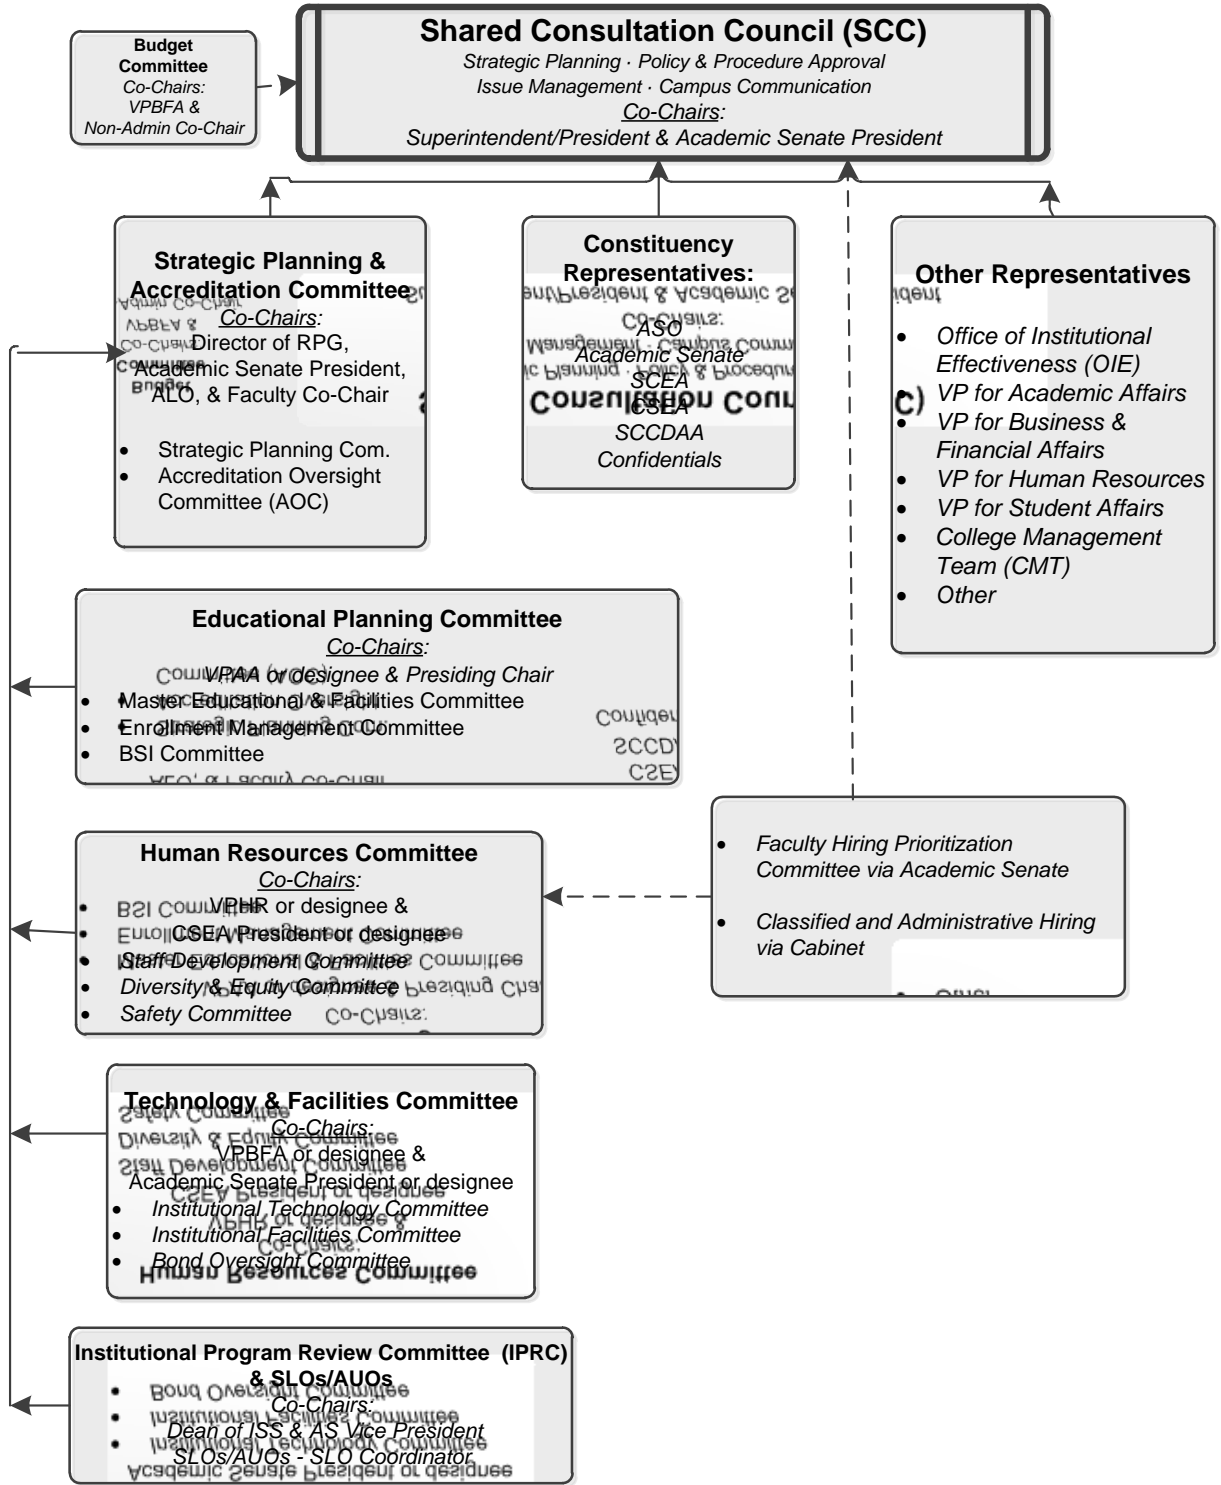 Budget
Committee
Co-Chairs:
VPBFA &
Non-Admin Co-Chair
Shared Consultation Council (SCC)
Strategic Planning · Policy & Procedure Approval
Issue Management · Campus Communication
Co-Chairs:
Superintendent/President & Academic Senate President
Strategic Planning &
Accreditation Committee
Co-Chairs:
Director of RPG,
Academic Senate President,
ALO, & Faculty Co-Chair
• Strategic Planning Com.
• Accreditation Oversight
Committee (AOC)
Constituency
Representatives:
ASO
Academic Senate
SCEA
CSEA
SCCDAA
Confidentials
Other Representatives
• Office of Institutional
Effectiveness (OIE)
• VP for Academic Affairs
• VP for Business &
Financial Affairs
• VP for Human Resources
• VP for Student Affairs
• College Management
Team (CMT)
• Other
Educational Planning Committee
Co-Chairs:
VPAA or designee & Presiding Chair
• Master Educational & Facilities Committee
• Enrollment Management Committee
• BSI Committee
Human Resources Committee
Co-Chairs:
VPHR or designee &
CSEA President or designee
• Staff Development Committee
• Diversity & Equity Committee
• Safety Committee
• Faculty Hiring Prioritization
Committee via Academic Senate
• Classified and Administrative Hiring
via Cabinet
Technology & Facilities Committee
Co-Chairs:
VPBFA or designee &
Academic Senate President or designee
• Institutional Technology Committee
• Institutional Facilities Committee
• Bond Oversight Committee
Institutional Program Review Committee (IPRC)
& SLOs/AUOs
Co-Chairs:
Dean of ISS & AS Vice President
SLOs/AUOs - SLO Coordinator